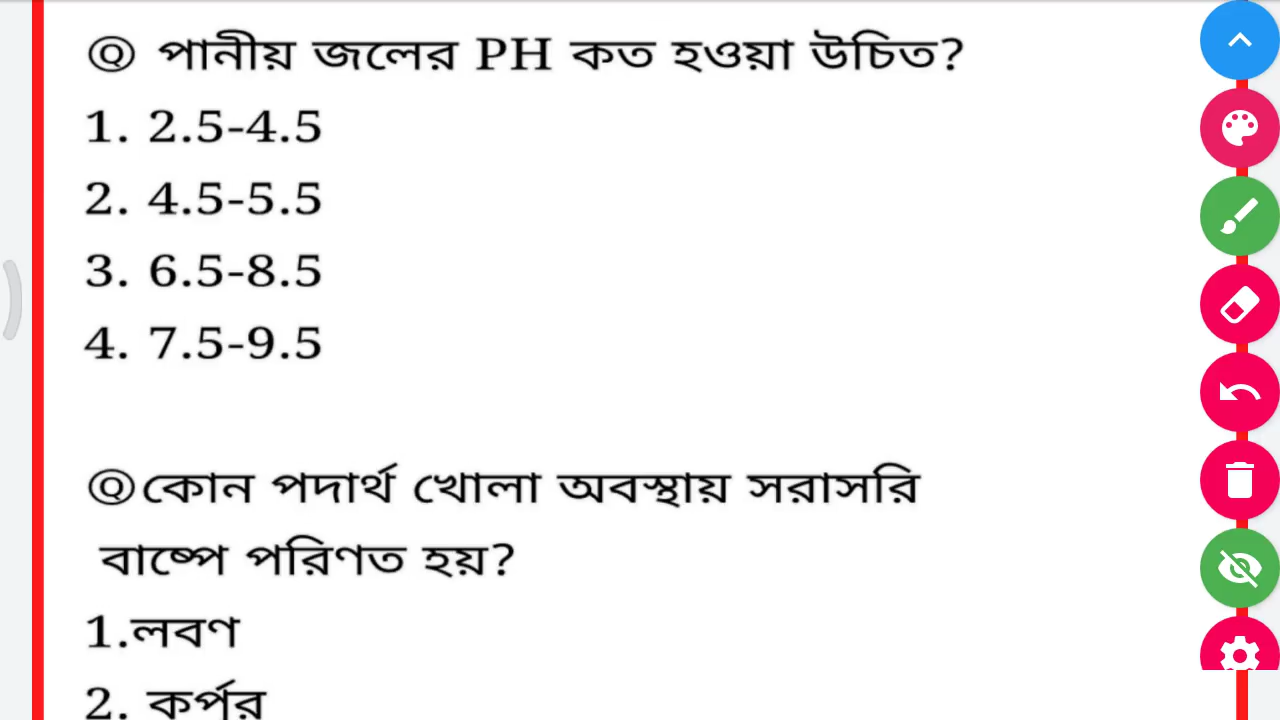 Ⓠ পানীয় জলের PH কত হওয়া উচিত?
1. 2.5-4.5
2. 4.5-5.5
3. 6.5-8.5
4. 7.5-9.5
Ⓠকোন পদার্থ খোলা অবস্থায় সরাসরি
বাষ্পে পরিণত হয়?
1.লবণ
2. কর্পূর